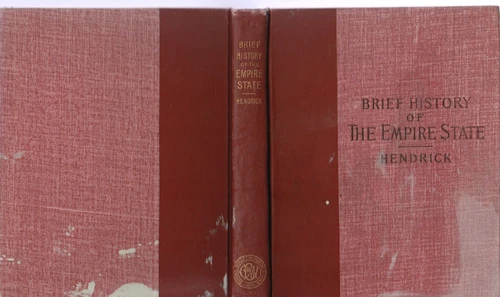 BRIEF
HISTORY
OF THE
EMPIRE
STATE
HENDRICK
BRIEF HISTORY
OF
THE EMPIRE STATE
HENDRICK